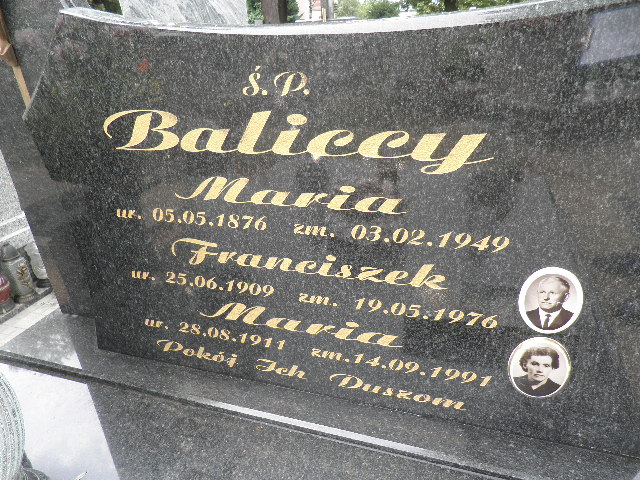 Ś.P.
Baliccy
Maria
ur. 05.05.1876 zm. 03.02.1949
Franciszek
ur. 25.06.1909 zm. 19.05.1976
Maria
ur. 28.08.1911 zm. 14.09.1991
Pokój Ich Duszom